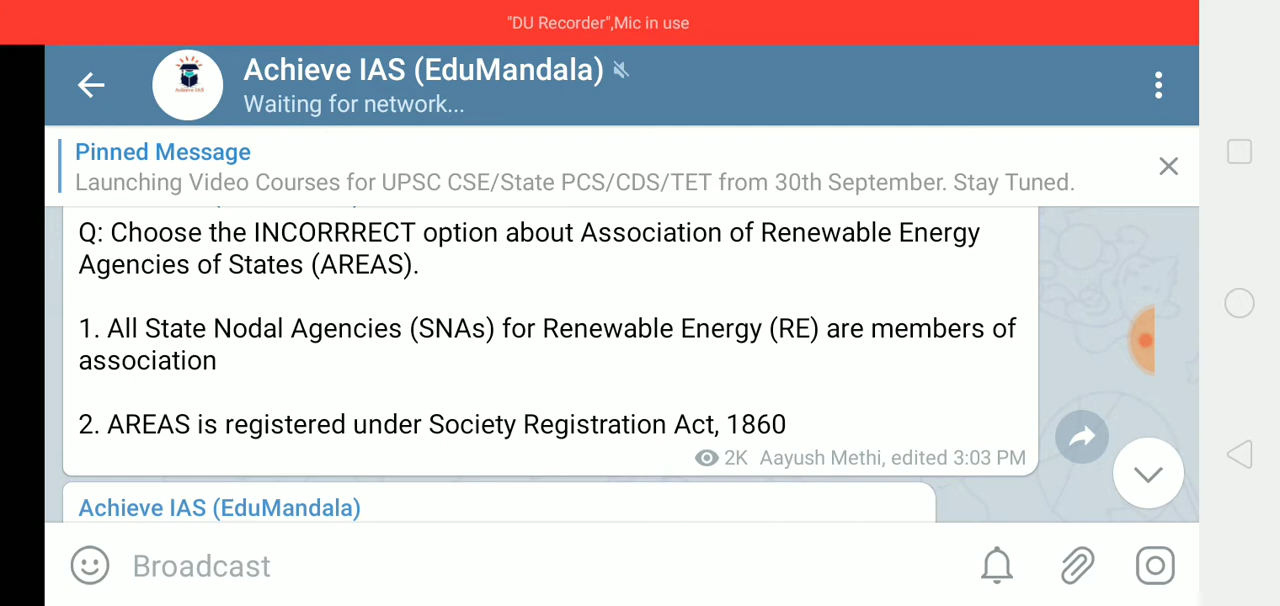 "DU Recorder",Mic in use
Achieve IAS (EduMandala)
Waiting for network...
Pinned Message
Launching Video Courses for UPSC CSE/State PCS/CDS/TET from 30th September. Stay Tuned.
Q: Choose the INCORRRECT option about Association of Renewable Energy
Agencies of States (AREAS).
1. All State Nodal Agencies (SNAs) for Renewable Energy (RE) are members of
association
2. AREAS is registered under Society Registration Act, 1860
2K Aayush Methi, edited 3:03 PM
Achieve IAS (EduMandala)
Broadcast